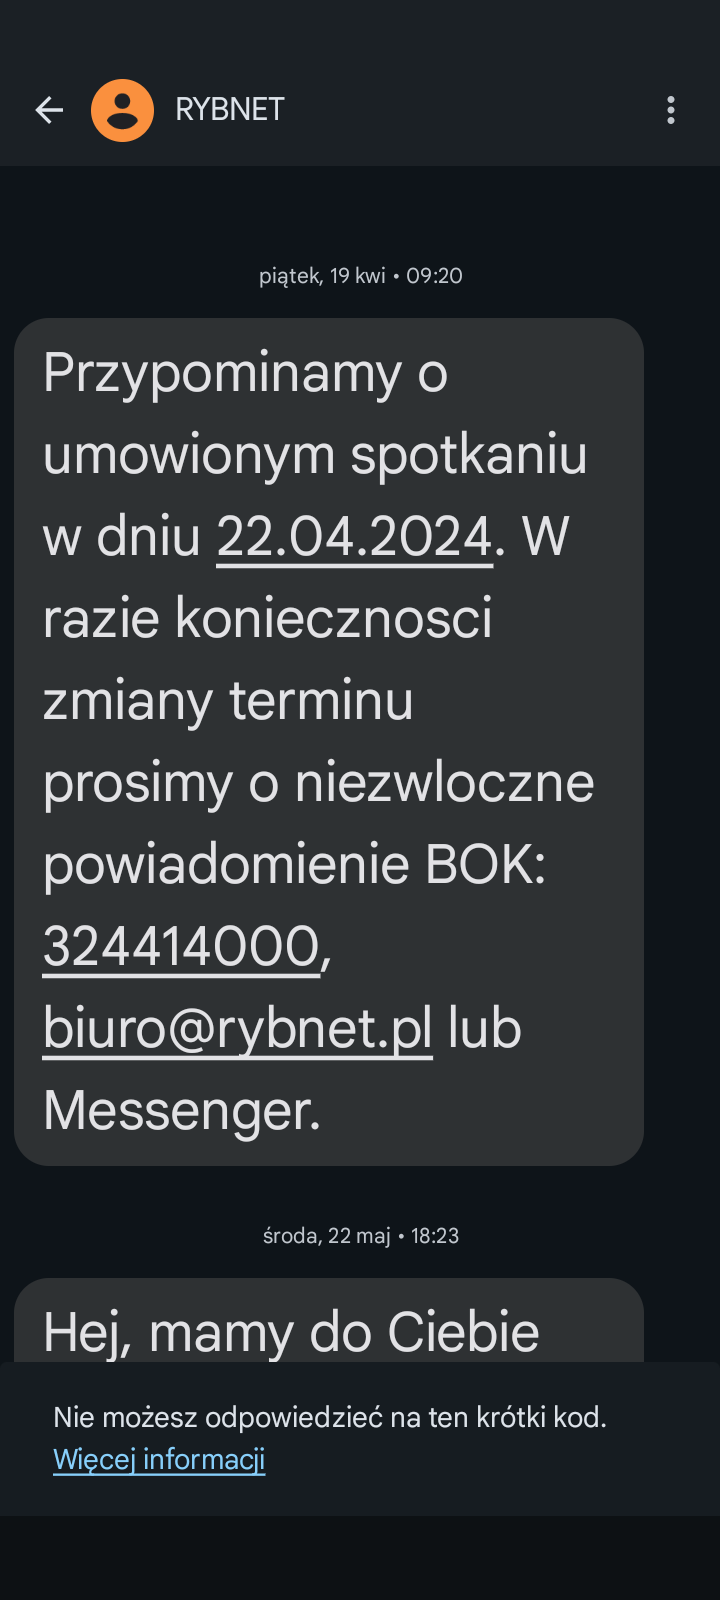 RYBNET
piątek, 19 kwi • 09:20
Przypominamy o
umowionym spotkaniu
w dniu 22.04.2024. W
razie koniecznosci
zmiany terminu
prosimy o niezwloczne
powiadomienie BOK:
324414000,
biuro@rybnet.pl lub
Messenger.
środa, 22 maj • 18:23
Hej, mamy do Ciebie
Nie możesz odpowiedzieć na ten krótki kod.
Więcej informacji